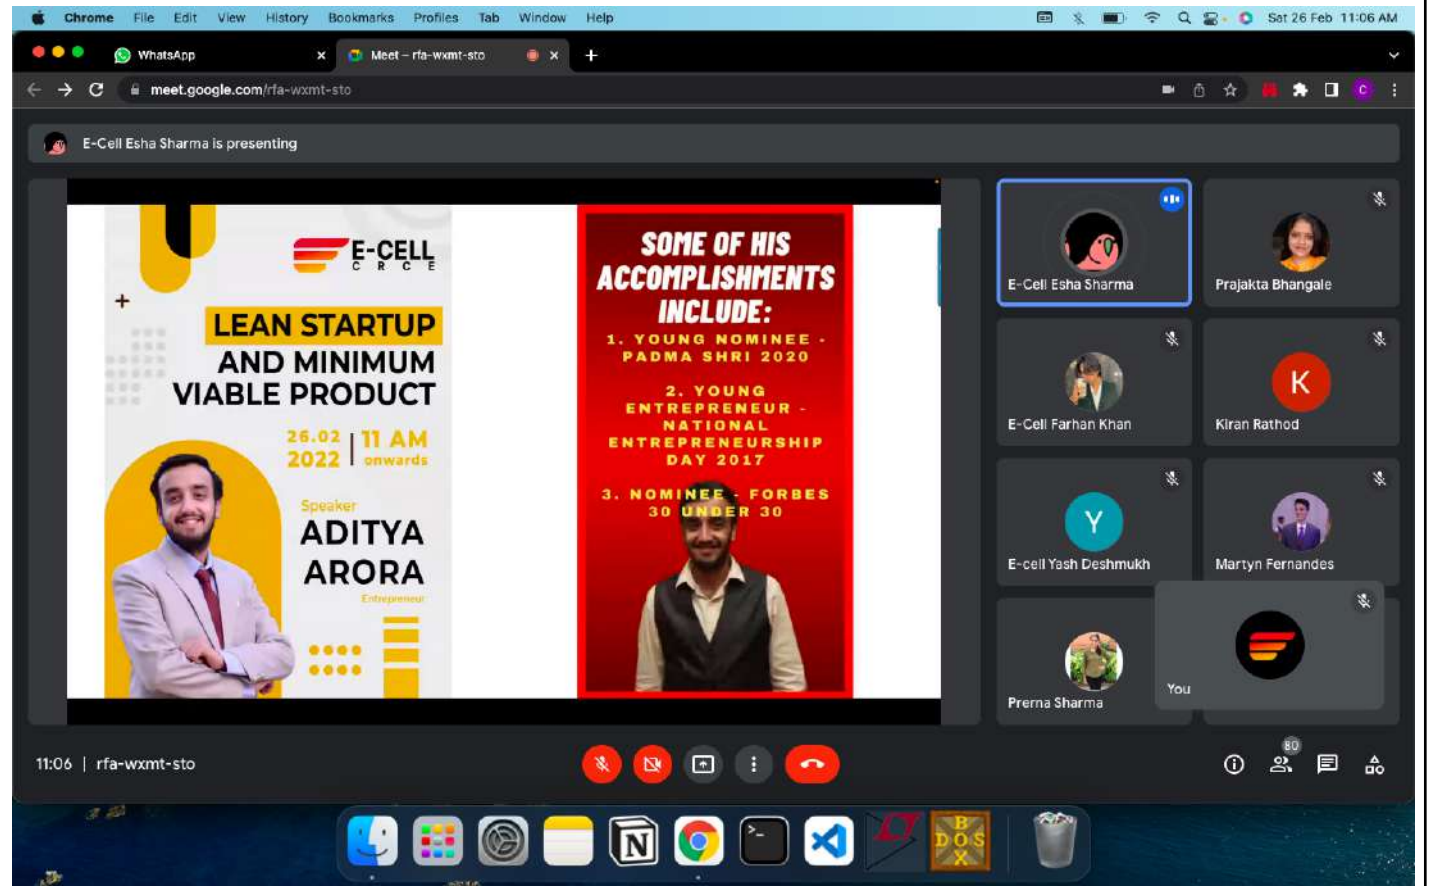 Chrome File Edit View History Bookmarks Profiles Tab Window Help
Sat 26 Feb 11:06 AM
WhatsApp
Meet – rfa-wxmt-sto
meet.google.com/rfa-wxmt-sto
C
E-Cell Esha Sharma is presenting
E-CELL
CRCE
LEAN STARTUP
AND MINIMUM
VIABLE PRODUCT
26.02
2022
11 AM
onwards
Speaker
ADITYA
ARORA
Entrepreneur
SOME OF HIS
ACCOMPLISHMENTS
INCLUDE:
1. YOUNG NOMINEE -
PADMA SHRI 2020
2. YOUNG
ENTREPRENEUR -
NATIONAL
ENTREPRENEURSHIP
DAY 2017
3. NOMINEE - FORBES
30 UNDER 30
E-Cell Esha Sharma
Prajakta Bhangale
K
E-Cell Farhan Khan
Kiran Rathod
Y
E-cell Yash Deshmukh
Martyn Fernandes
Prerna Sharma
You
11:06 | rfa-wxmt-sto
80
N
DOS
BOX